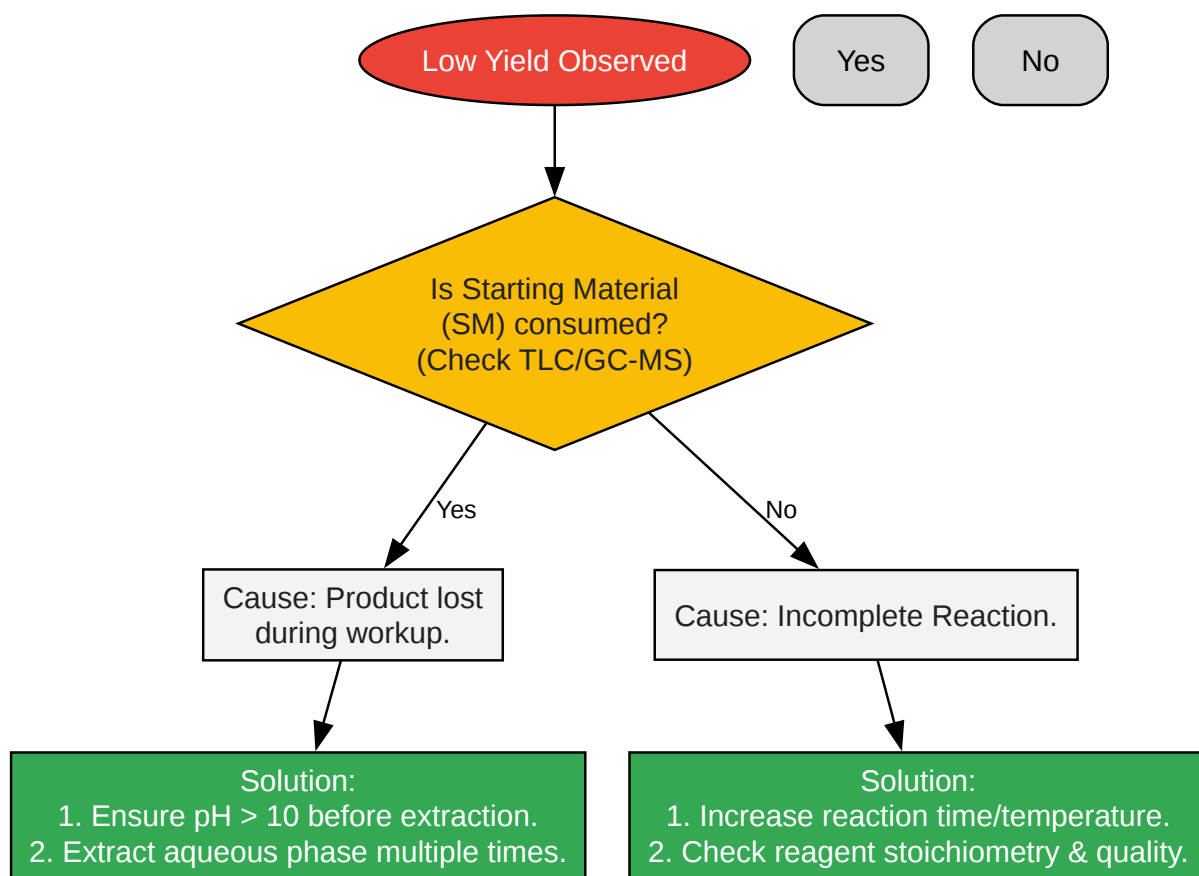 Low Yield Observed
Yes
No
Is Starting Material
(SM) consumed?
(Check TLC/GC-MS)
Yes
No
Cause: Product lost
during workup.
Cause: Incomplete Reaction.
Solution:
1. Ensure pH > 10 before extraction.
2. Extract aqueous phase multiple times.
Solution:
1. Increase reaction time/temperature.
2. Check reagent stoichiometry & quality.